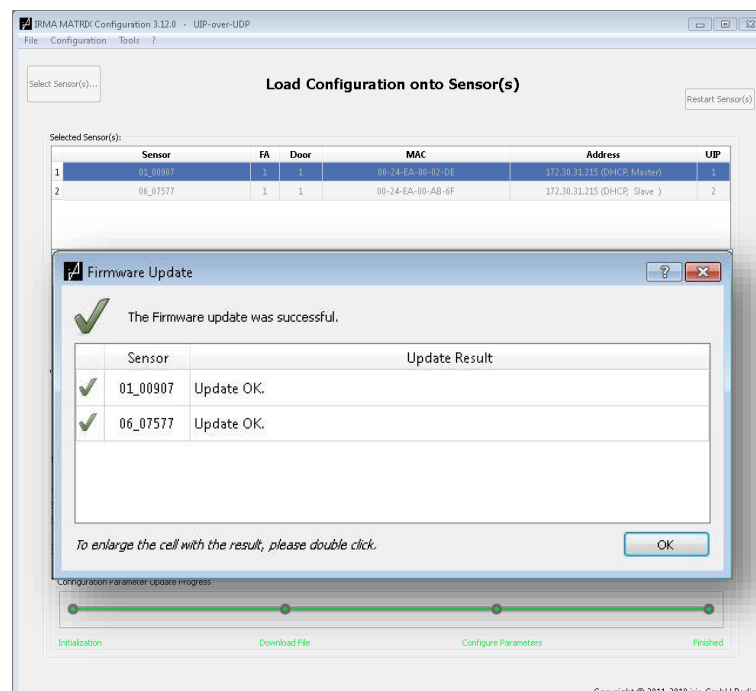 IRMA MATRIX Configuration 3.12.0 - UIP-over-UDP
File Configuration Tools ?
Select Sensor(s)...
Load Configuration onto Sensor(s)
Restart Sensor(s)
Selected Sensor(s):
Sensor FA Door MAC Address UIP
1 01_00907 1 1 00-24-EA-00-02-DE 172.30.31.215 (DHCP, Master) 1
2 06_07577 1 1 00-24-EA-00-AB-6F 172.30.31.215 (DHCP, Slave ) 2
Firmware Update
The Firmware update was successful.
Sensor Update Result
01_00907 Update OK.
06_07577 Update OK.
To enlarge the cell with the result, please double click.
OK
Configuration Parameter Update Progress
Initialization Download File Configure Parameters Finished